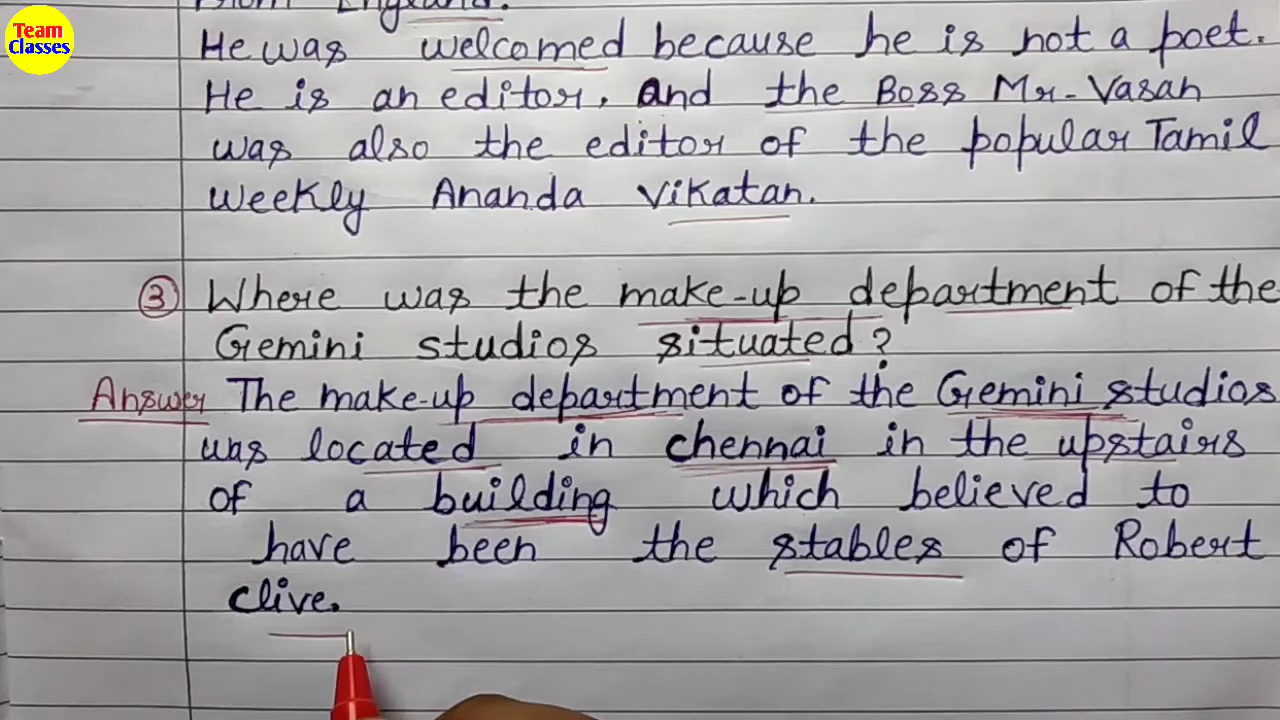 Team
Classes
from England.
He was welcomed because he is not a poet.
He is an editor, and the Boss Mr. Vasan
was also the editor of the popular Tamil
weekly Ananda Vikatan.
3 Where was the make-up department of the
Gemini studios situated?
Answer The make-up department of the Gemini studios
was located in chennai in the upstairs
of a building which believed to
have been the stables of Robert
clive.